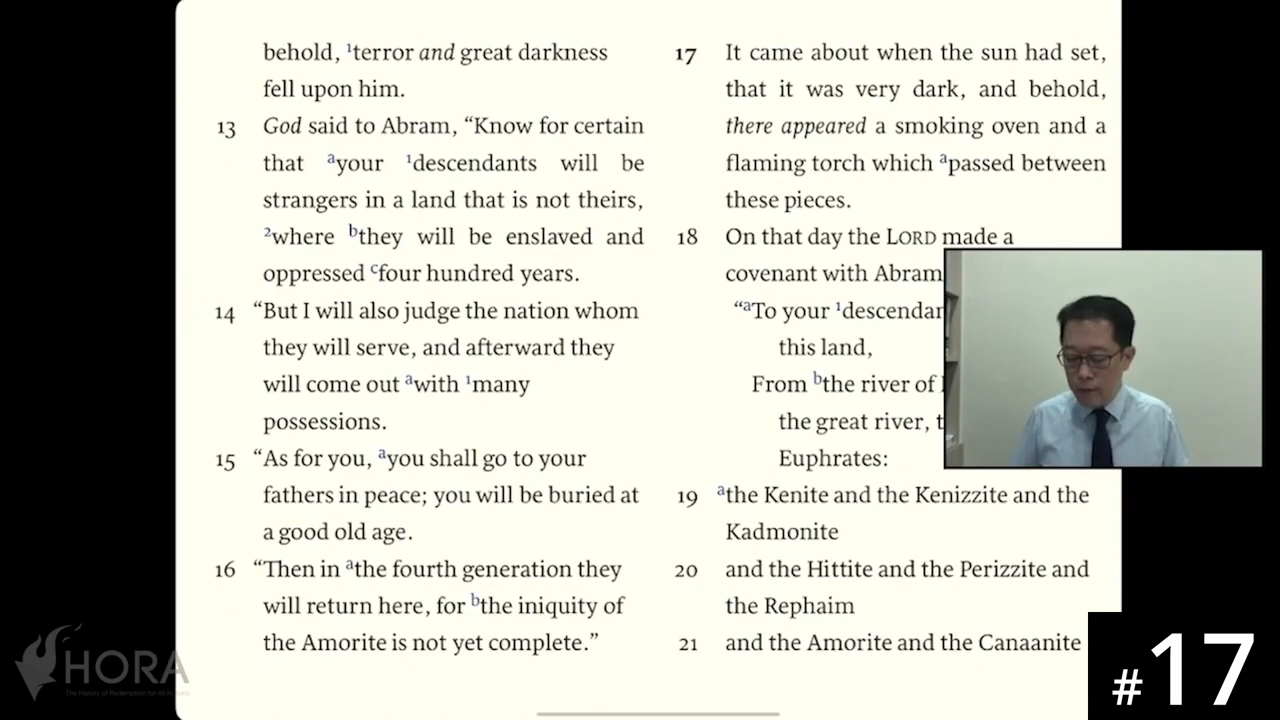 behold, ¹terror and great darkness
fell upon him.
13 God said to Abram, “Know for certain
that ᵃyour ¹descendants will be
strangers in a land that is not theirs,
²where ᵇthey will be enslaved and
oppressed ᶜfour hundred years.
14 “But I will also judge the nation whom
they will serve, and afterward they
will come out ᵃwith ¹many
possessions.
15 “As for you, ᵃyou shall go to your
fathers in peace; you will be buried at
a good old age.
16 “Then in ᵃthe fourth generation they
will return here, for ᵇthe iniquity of
the Amorite is not yet complete.”
17 It came about when the sun had set,
that it was very dark, and behold,
there appeared a smoking oven and a
flaming torch which ᵃpassed between
these pieces.
18 On that day the LORD made a
covenant with Abram
“ᵃTo your ¹descendan
this land,
From ᵇthe river of
the great river, t
Euphrates:
19 ᵃthe Kenite and the Kenizzite and the
Kadmonite
20 and the Hittite and the Perizzite and
the Rephaim
21 and the Amorite and the Canaanite
HORA
The History of Redemption for All Nations
#17